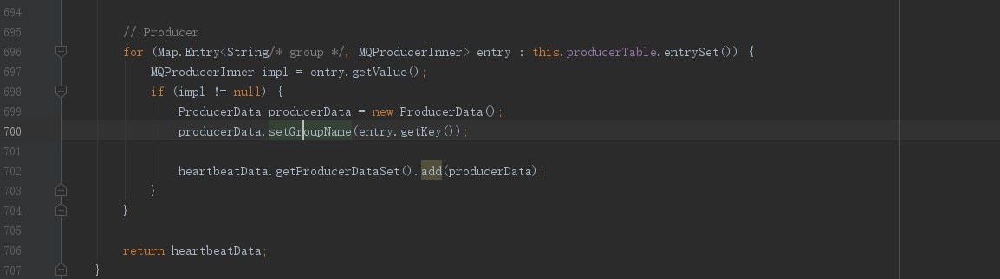 694
695 // Producer
696 for (Map.Entry<String/* group */, MQProducerInner> entry : this.producerTable.entrySet()) {
697 MQProducerInner impl = entry.getValue();
698 if (impl != null) {
699 ProducerData producerData = new ProducerData();
700 producerData.setGroupName(entry.getKey());
701
702 heartbeatData.getProducerDataSet().add(producerData);
703 }
704 }
705
706 return heartbeatData;
707 }